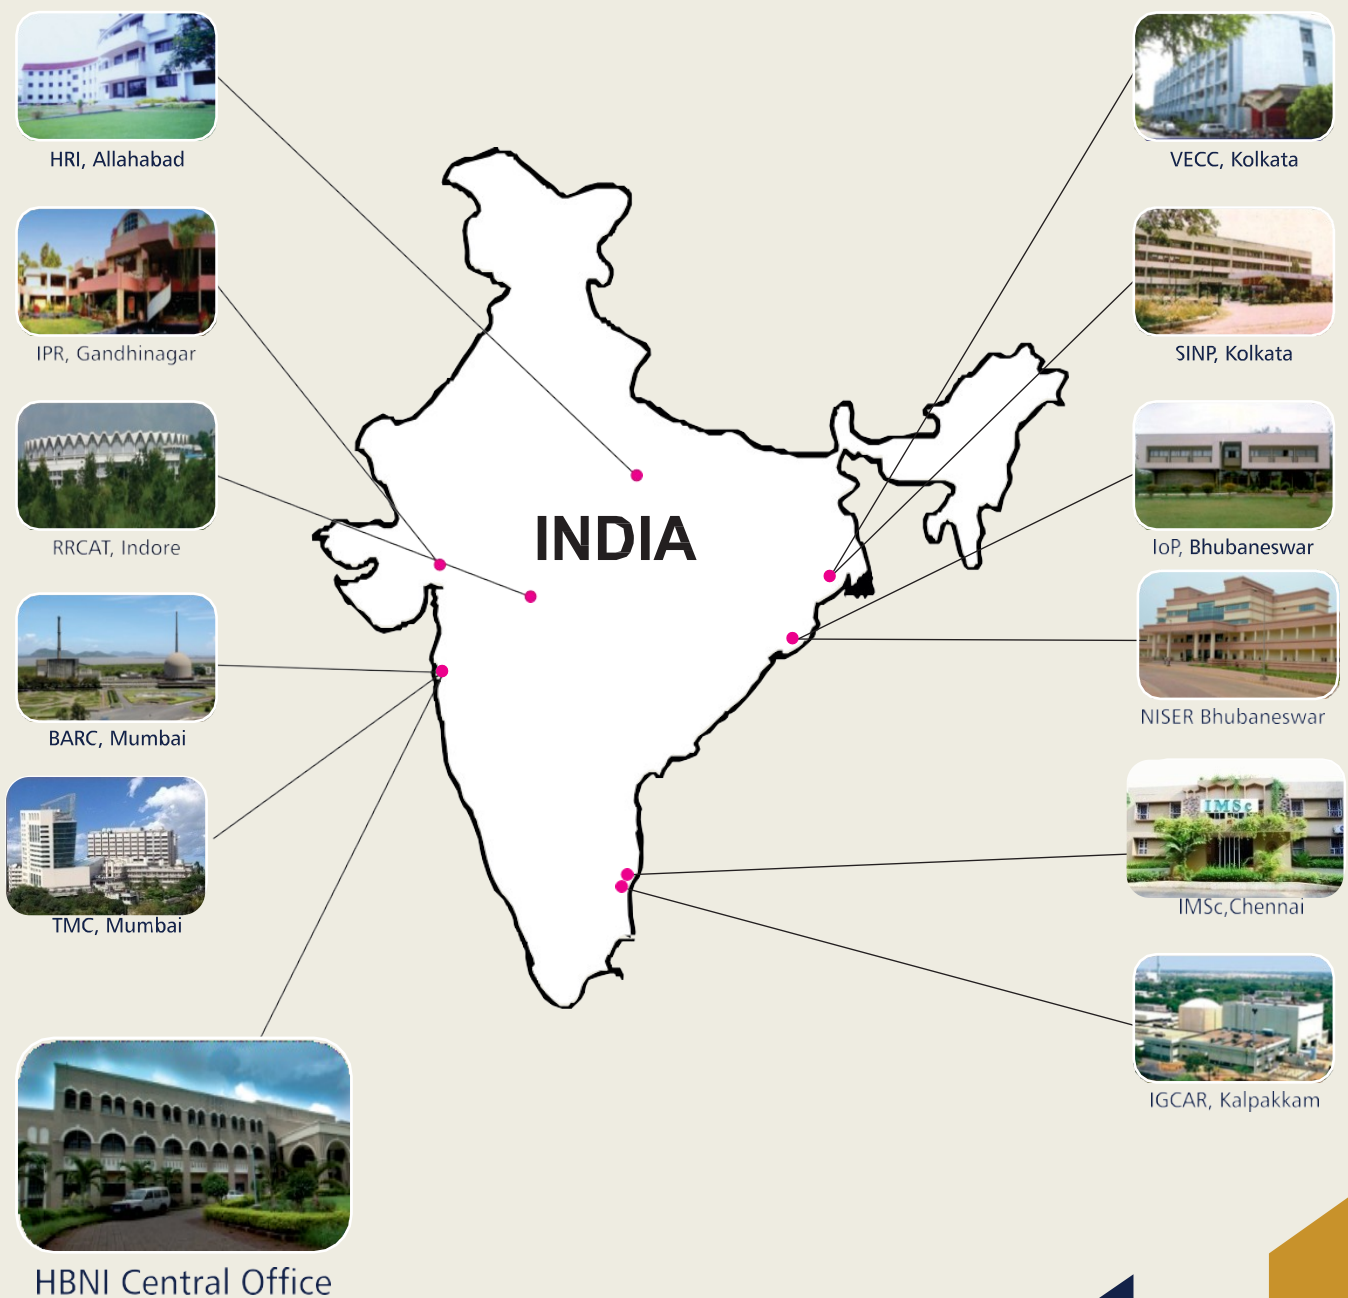 HRI, Allahabad
IPR, Gandhinagar
RRCAT, Indore
BARC, Mumbai
TMC, Mumbai
HBNI Central Office
INDIA
VECC, Kolkata
SINP, Kolkata
IoP, Bhubaneswar
NISER Bhubaneswar
IMSc
IMSc,Chennai
IGCAR, Kalpakkam